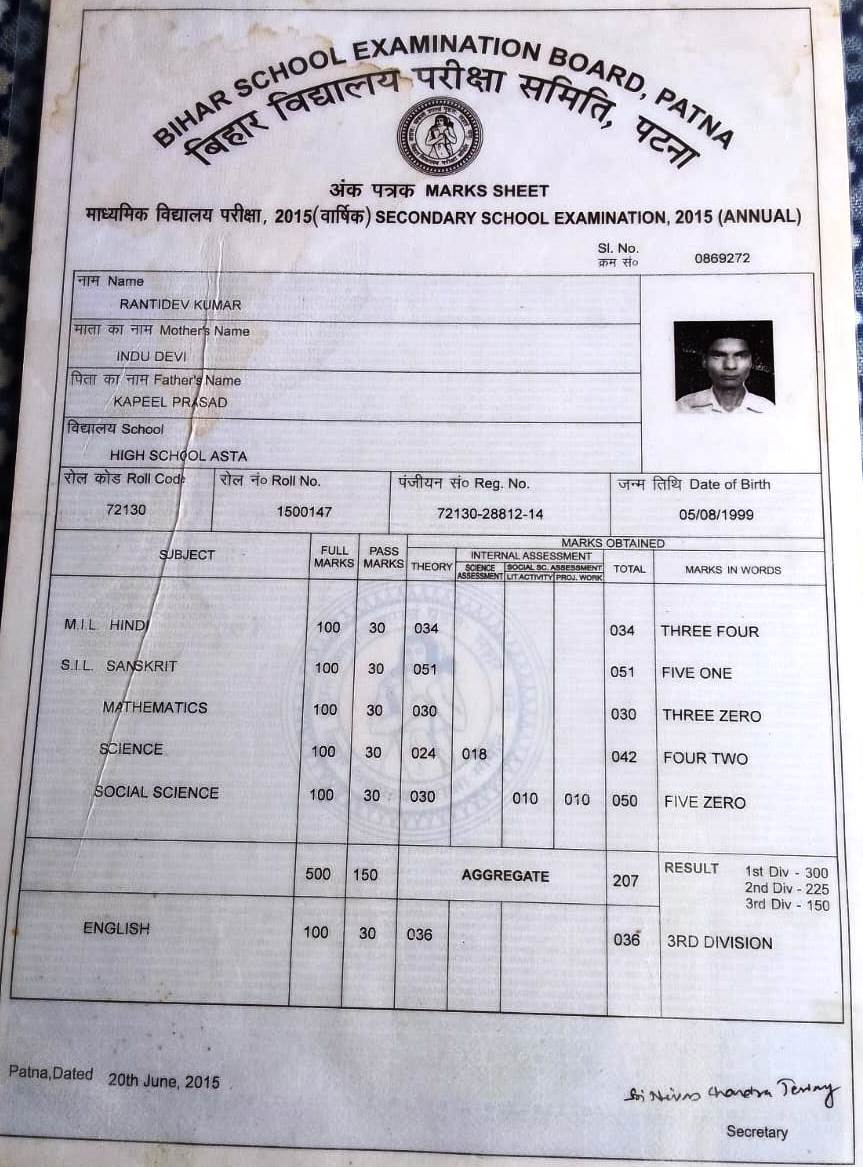 BIHAR SCHOOL EXAMINATION BOARD, PATNA
बिहार विद्यालय परीक्षा समिति, पटना
अंक पत्रक MARKS SHEET
माध्यमिक विद्यालय परीक्षा, 2015(वार्षिक) SECONDARY SCHOOL EXAMINATION, 2015 (ANNUAL)
Sl. No.
क्रम सं० 0869272
नाम Name
RANTIDEV KUMAR
माता का नाम Mother's Name
INDU DEVI
पिता का नाम Father's Name
KAPEEL PRASAD
विद्यालय School
HIGH SCHOOL ASTA
रोल कोड Roll Code रोल नं० Roll No. पंजीयन सं० Reg. No. जन्म तिथि Date of Birth
72130 1500147 72130-28812-14 05/08/1999
SUBJECT FULL MARKS PASS MARKS MARKS OBTAINED
THEORY INTERNAL ASSESSMENT TOTAL MARKS IN WORDS
SCIENCE ASSESSMENT SOCIAL SC. ASSESSMENT
LIT.ACTIVITY PROJ. WORK
M.I.L. HINDI 100 30 034 034 THREE FOUR
S.I.L. SANSKRIT 100 30 051 051 FIVE ONE
MATHEMATICS 100 30 030 030 THREE ZERO
SCIENCE 100 30 024 018 042 FOUR TWO
SOCIAL SCIENCE 100 30 030 010 010 050 FIVE ZERO
500 150 AGGREGATE 207 RESULT 1st Div - 300
2nd Div - 225
3rd Div - 150
ENGLISH 100 30 036 036 3RD DIVISION
Patna,Dated 20th June, 2015
Secretary